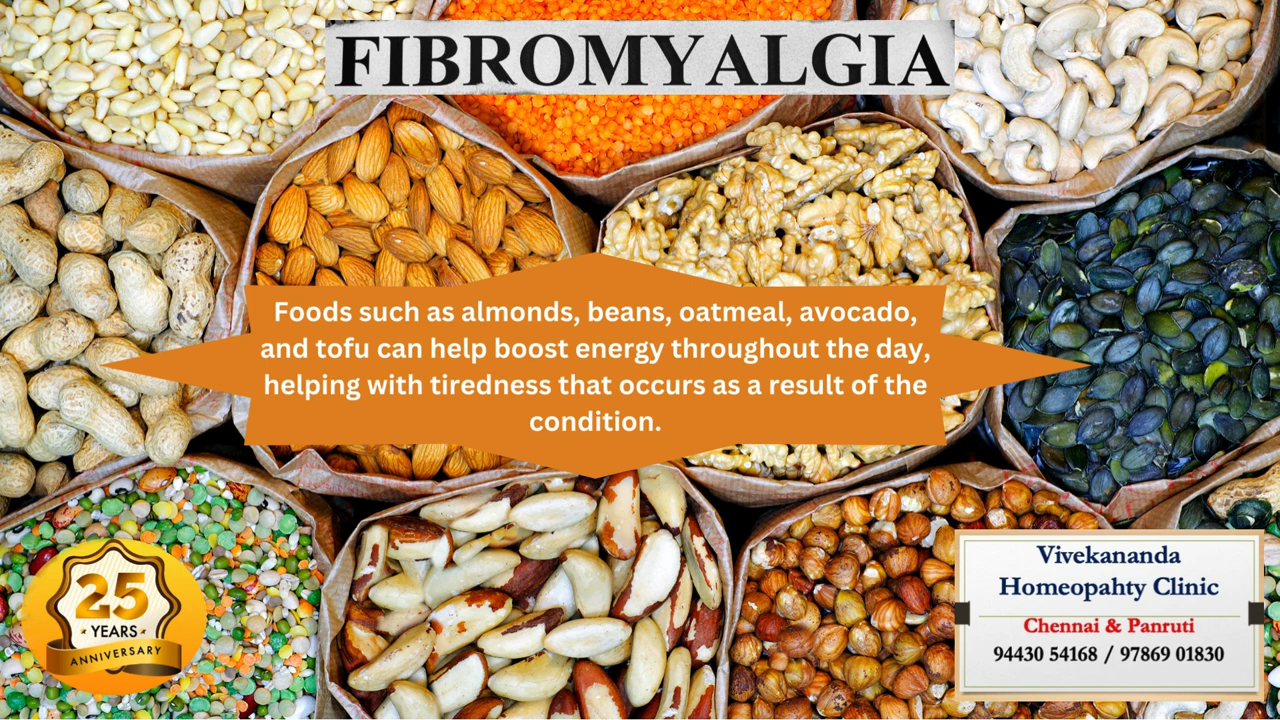 FIBROMYALGIA
Foods such as almonds, beans, oatmeal, avocado,
and tofu can help boost energy throughout the day,
helping with tiredness that occurs as a result of the
condition.
25
YEARS
ANNIVERSARY
Vivekananda
Homeopahty Clinic
Chennai & Panruti
94430 54168 / 97869 01830